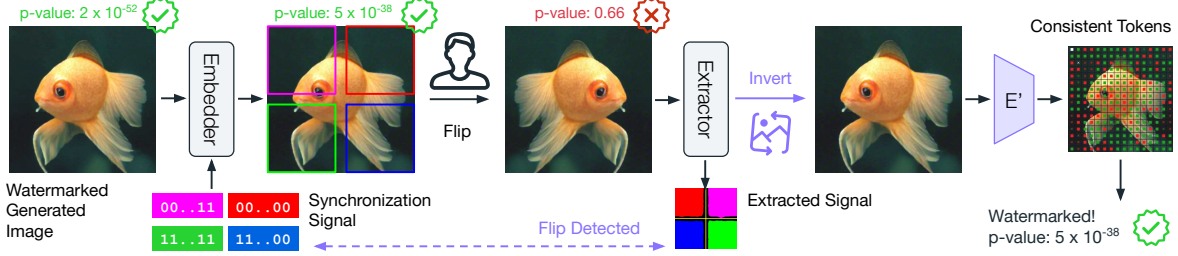 p-value: 2 x 10⁻⁵²
p-value: 5 x 10⁻³⁸
p-value: 0.66
Consistent Tokens
Embedder
Flip
Extractor
Invert
E'
Watermarked
Generated
Image
00..11 00..00
11..11 11..00
Synchronization
Signal
Flip Detected
Extracted Signal
Watermarked!
p-value: 5 x 10⁻³⁸